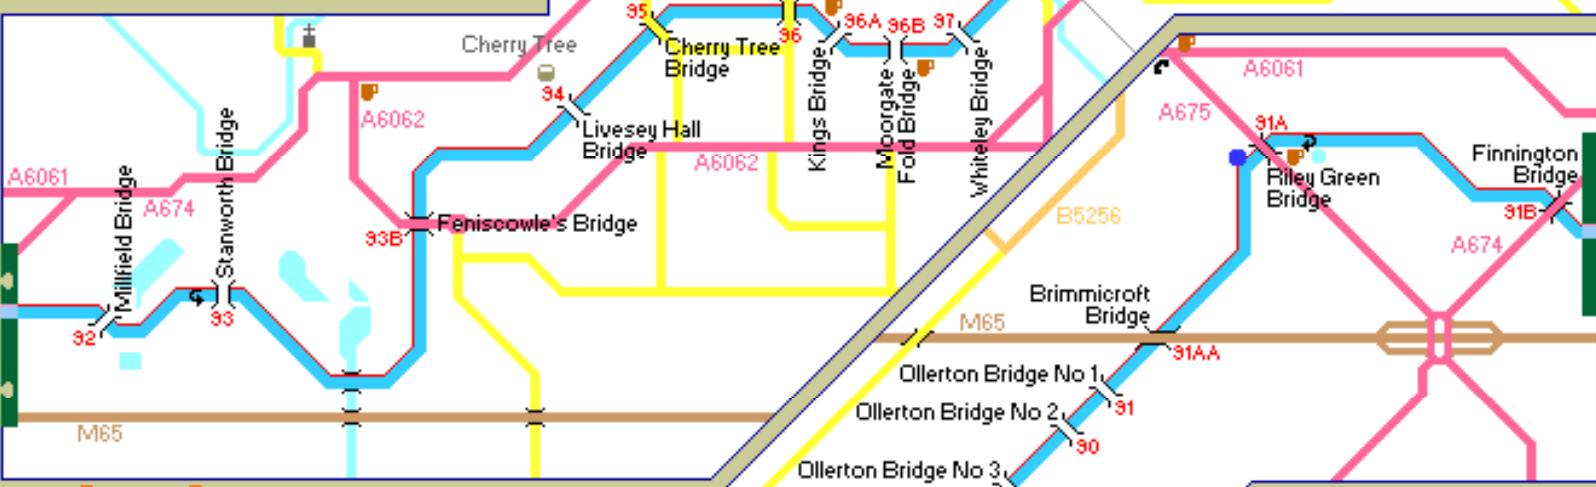 95
96
96A
96B
97
Cherry Tree
Cherry Tree
Bridge
Kings Bridge
Moorgate
Fold Bridge
Whiteley Bridge
94
Livesey Hall
Bridge
A6062
A6062
A6061
A674
Millfield Bridge
Stanworth Bridge
93B
Feniscowle's Bridge
92
93
M65
A6061
A675
91A
Riley Green
Bridge
Finnington
Bridge
91B
A674
B5256
Brimmicroft
Bridge
M65
91AA
Ollerton Bridge No 1
91
Ollerton Bridge No 2
90
Ollerton Bridge No 3